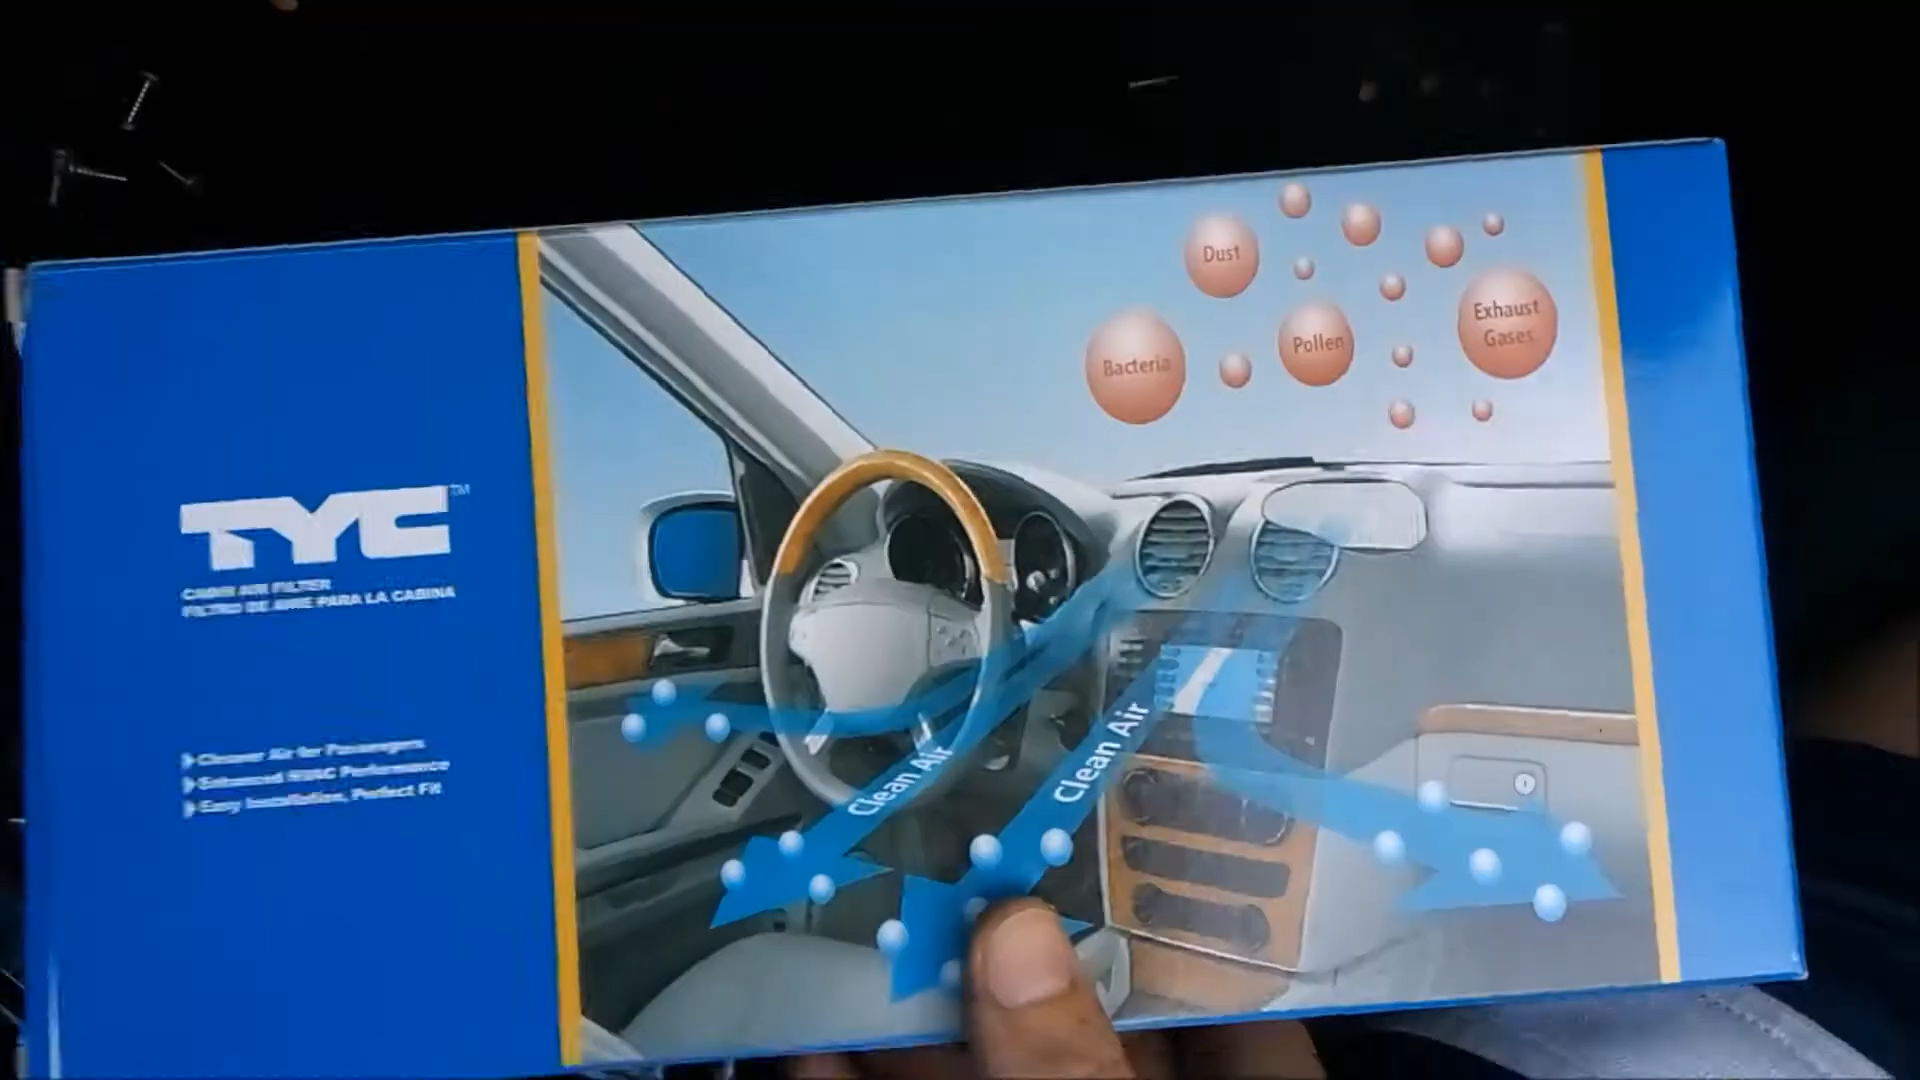 TYC™
CABIN AIR FILTER
FILTRO DE AIRE PARA LA CABINA
Cleaner Air for Passengers
Enhanced HVAC Performance
Easy Installation, Perfect Fit
Dust
Bacteria
Pollen
Exhaust
Gases
Clean Air
Clean Air